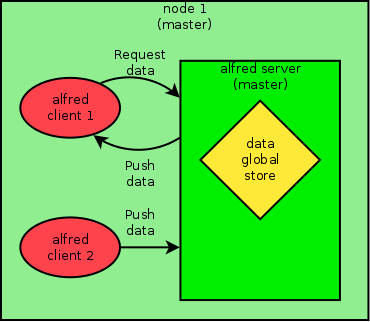 node 1
(master)
Request
data
alfred server
(master)
alfred
client 1
data
global
store
Push
data
Push
data
alfred
client 2